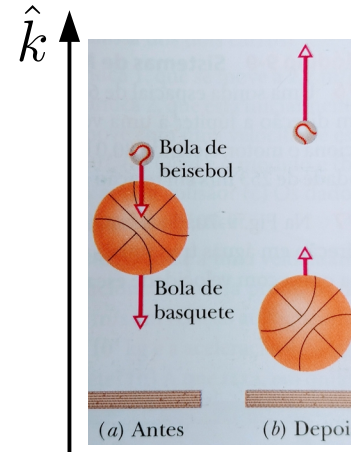 k̂
Bola de
beisebol
Bola de
basquete
(a) Antes
(b) Depoi